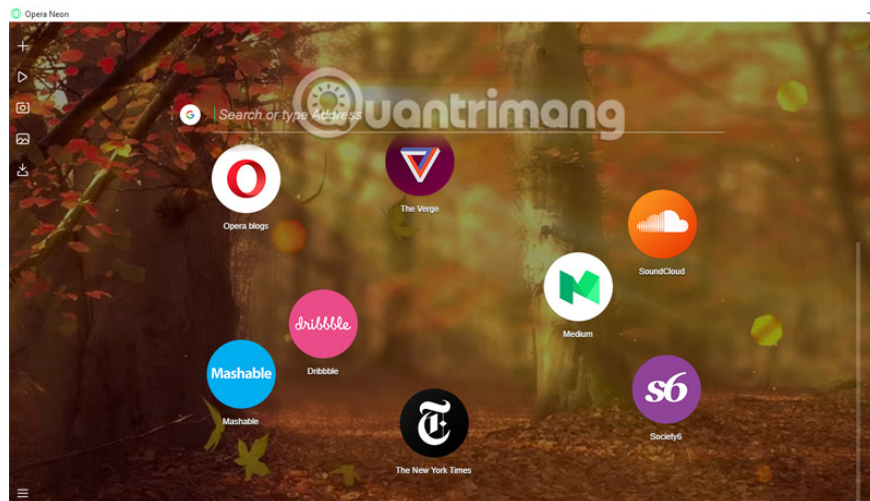 Opera Neon
Quantrimang
Search or type Address
Opera blogs
The Verge
SoundCloud
Medium
dribbble
Dribbble
Mashable
Mashable
s6
Society6
The New York Times